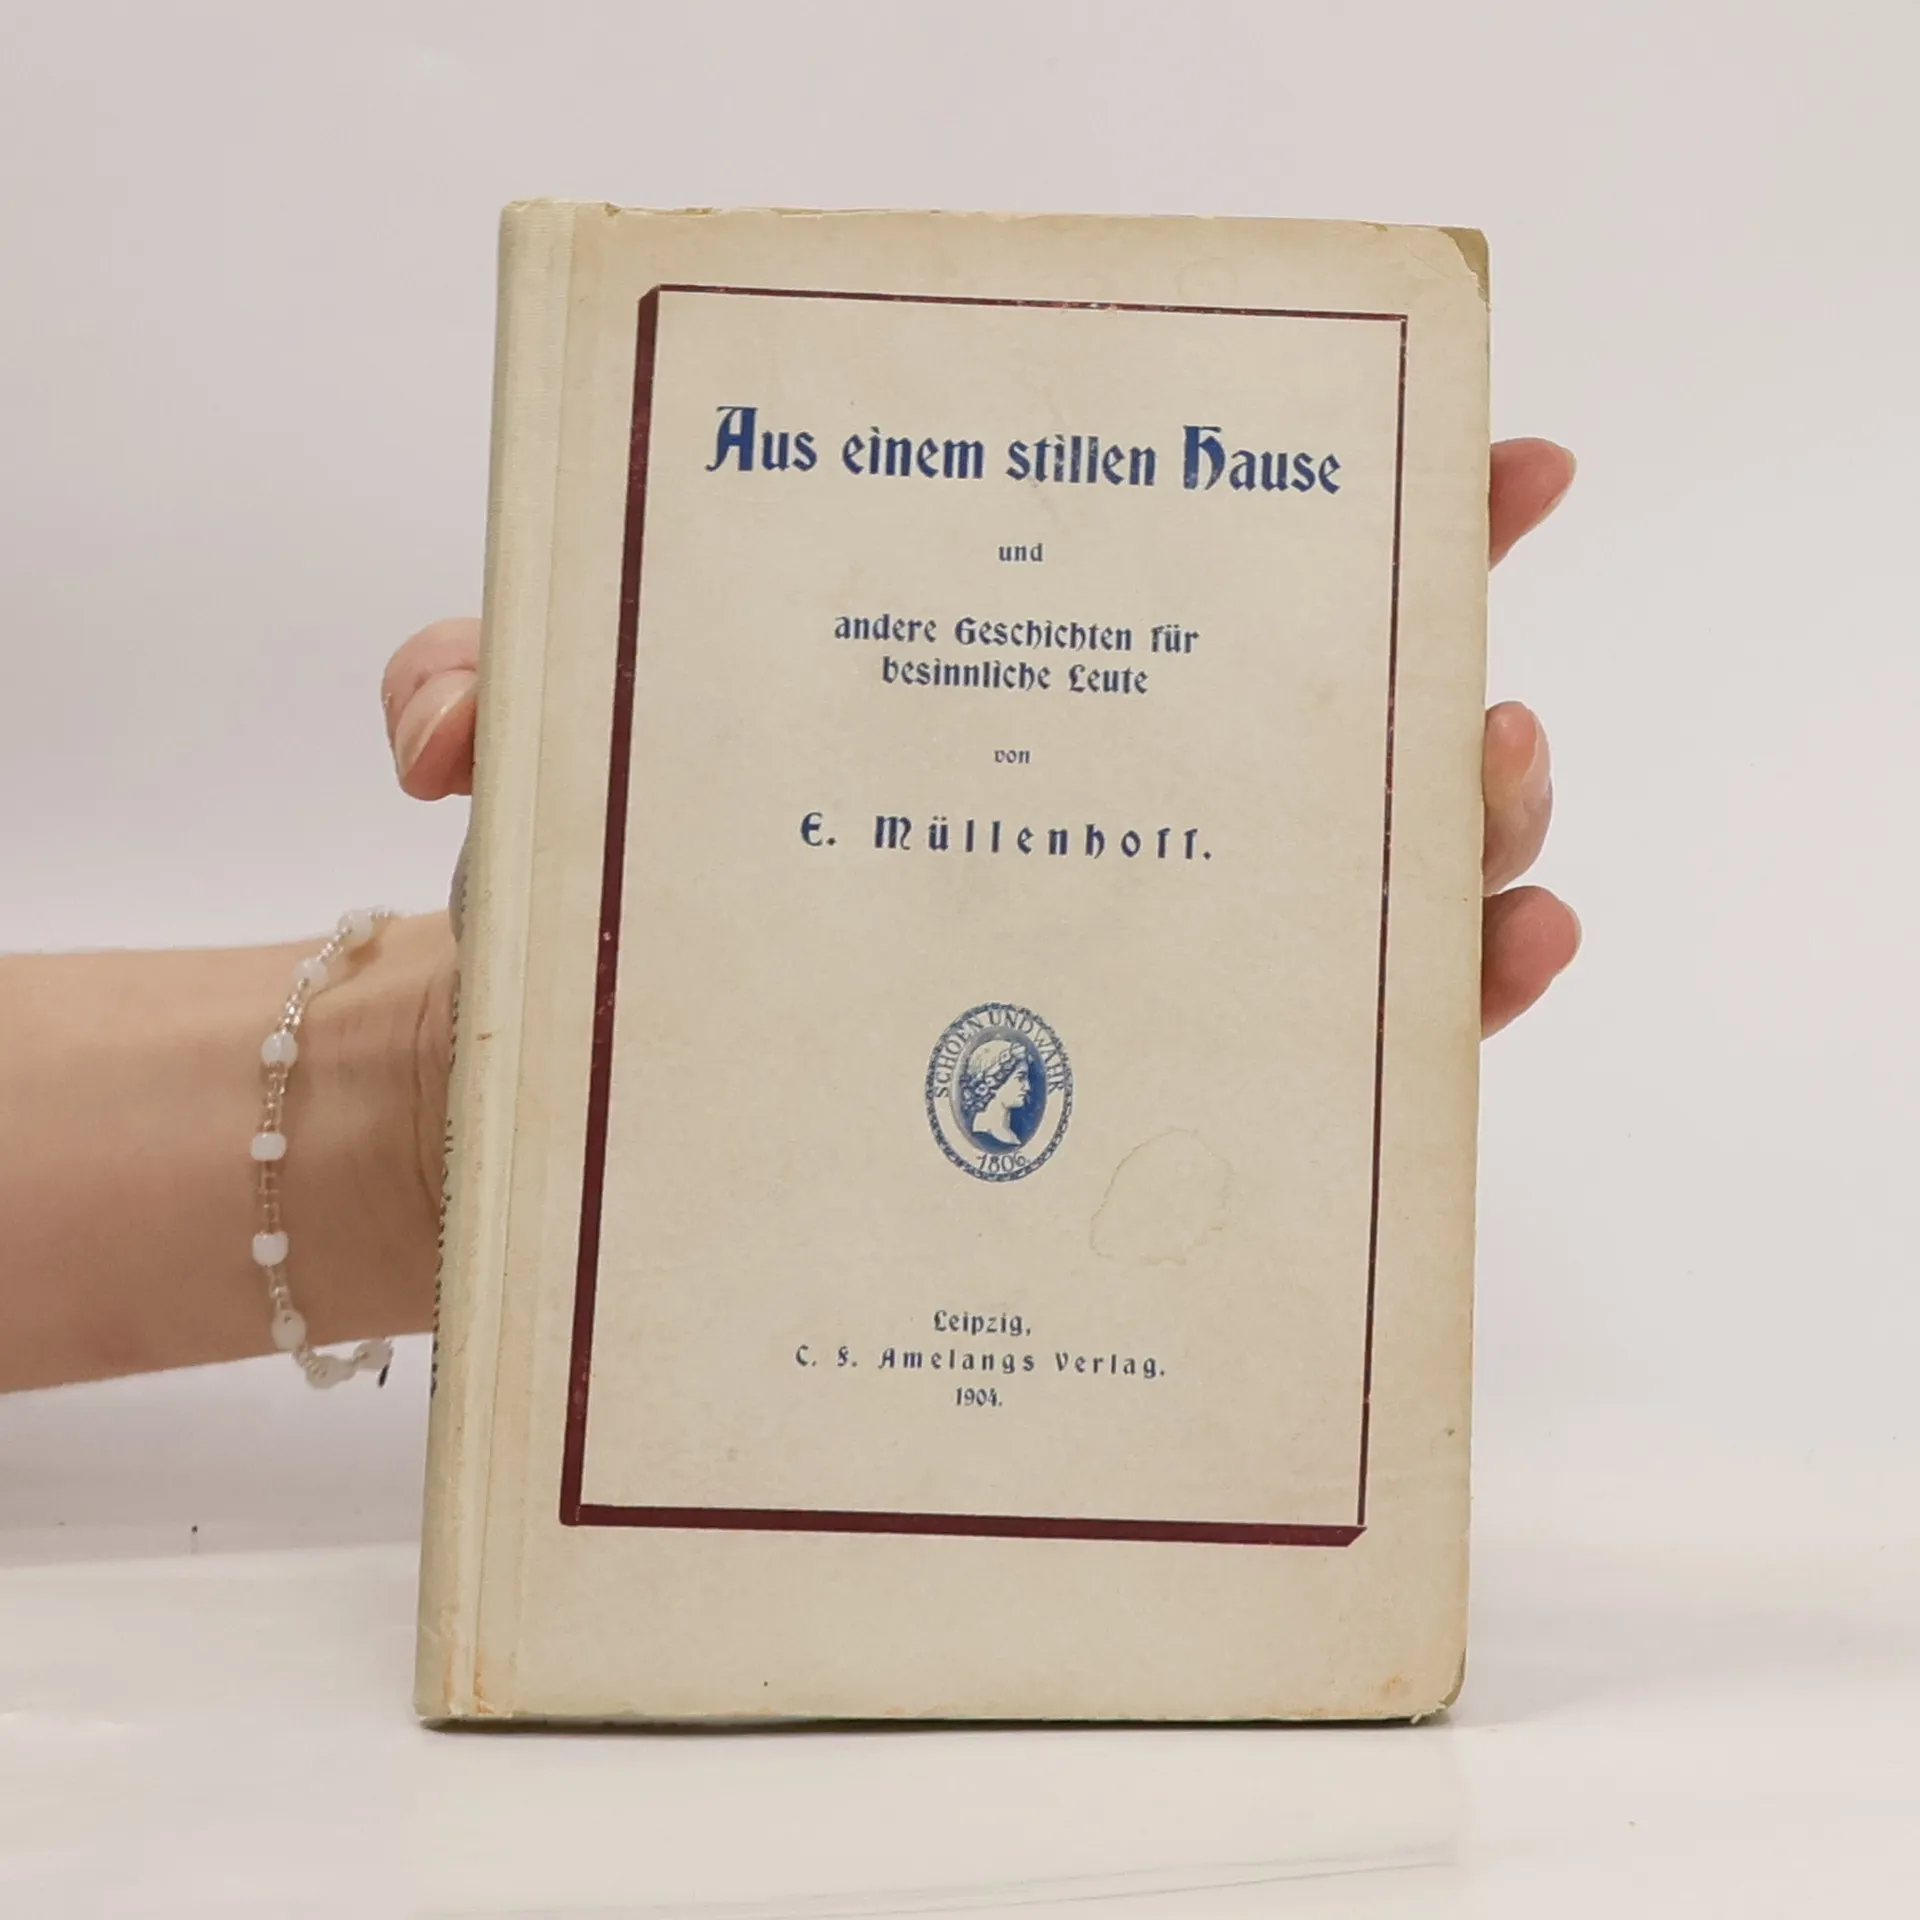 Aus einem stillen Hause
und
andere Geschichten für
besinnliche Leute
von
E. Müllenhoff.
SCHOEN UND WAHR
1806
Leipzig,
C. F. Amelangs Verlag.
1904.